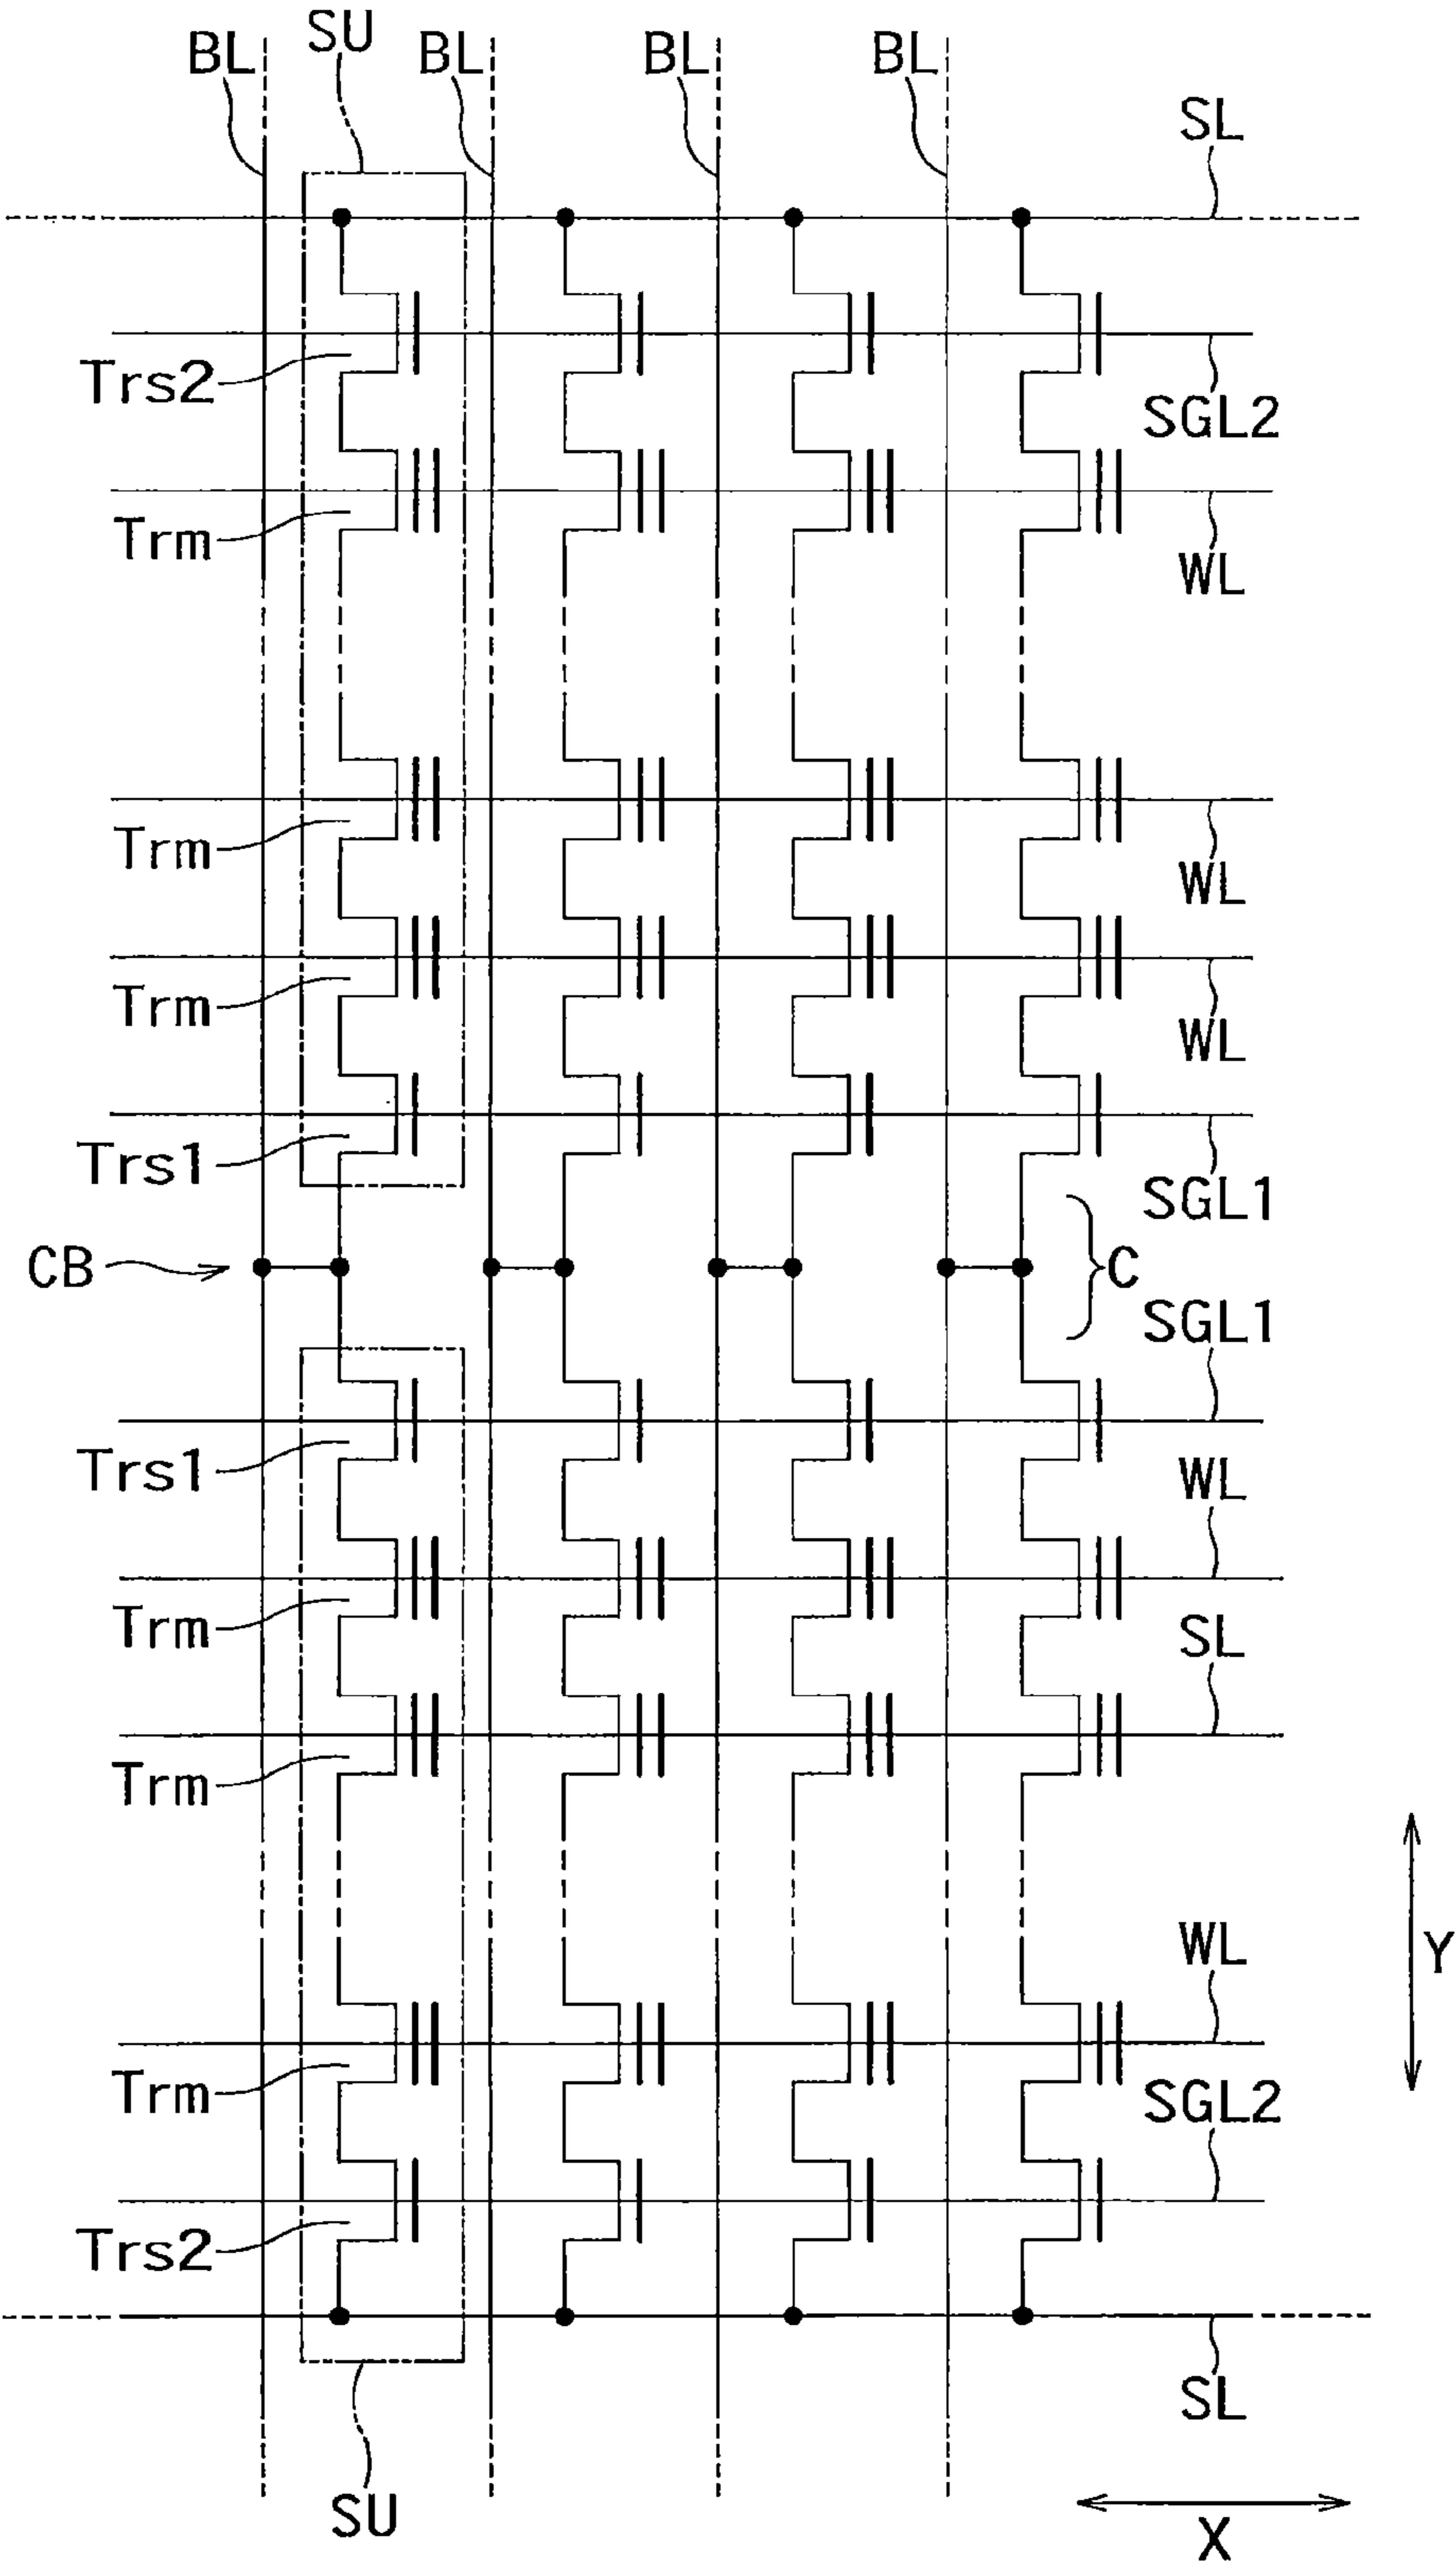 SU
BL BL BL BL
SL
Trs2
SGL2
Trm
WL
Trm
WL
Trm
WL
Trs1
SGL1
CB
C
SGL1
Trs1
WL
Trm
SL
Trm
WL
Y
Trm
SGL2
Trs2
SL
SU
X